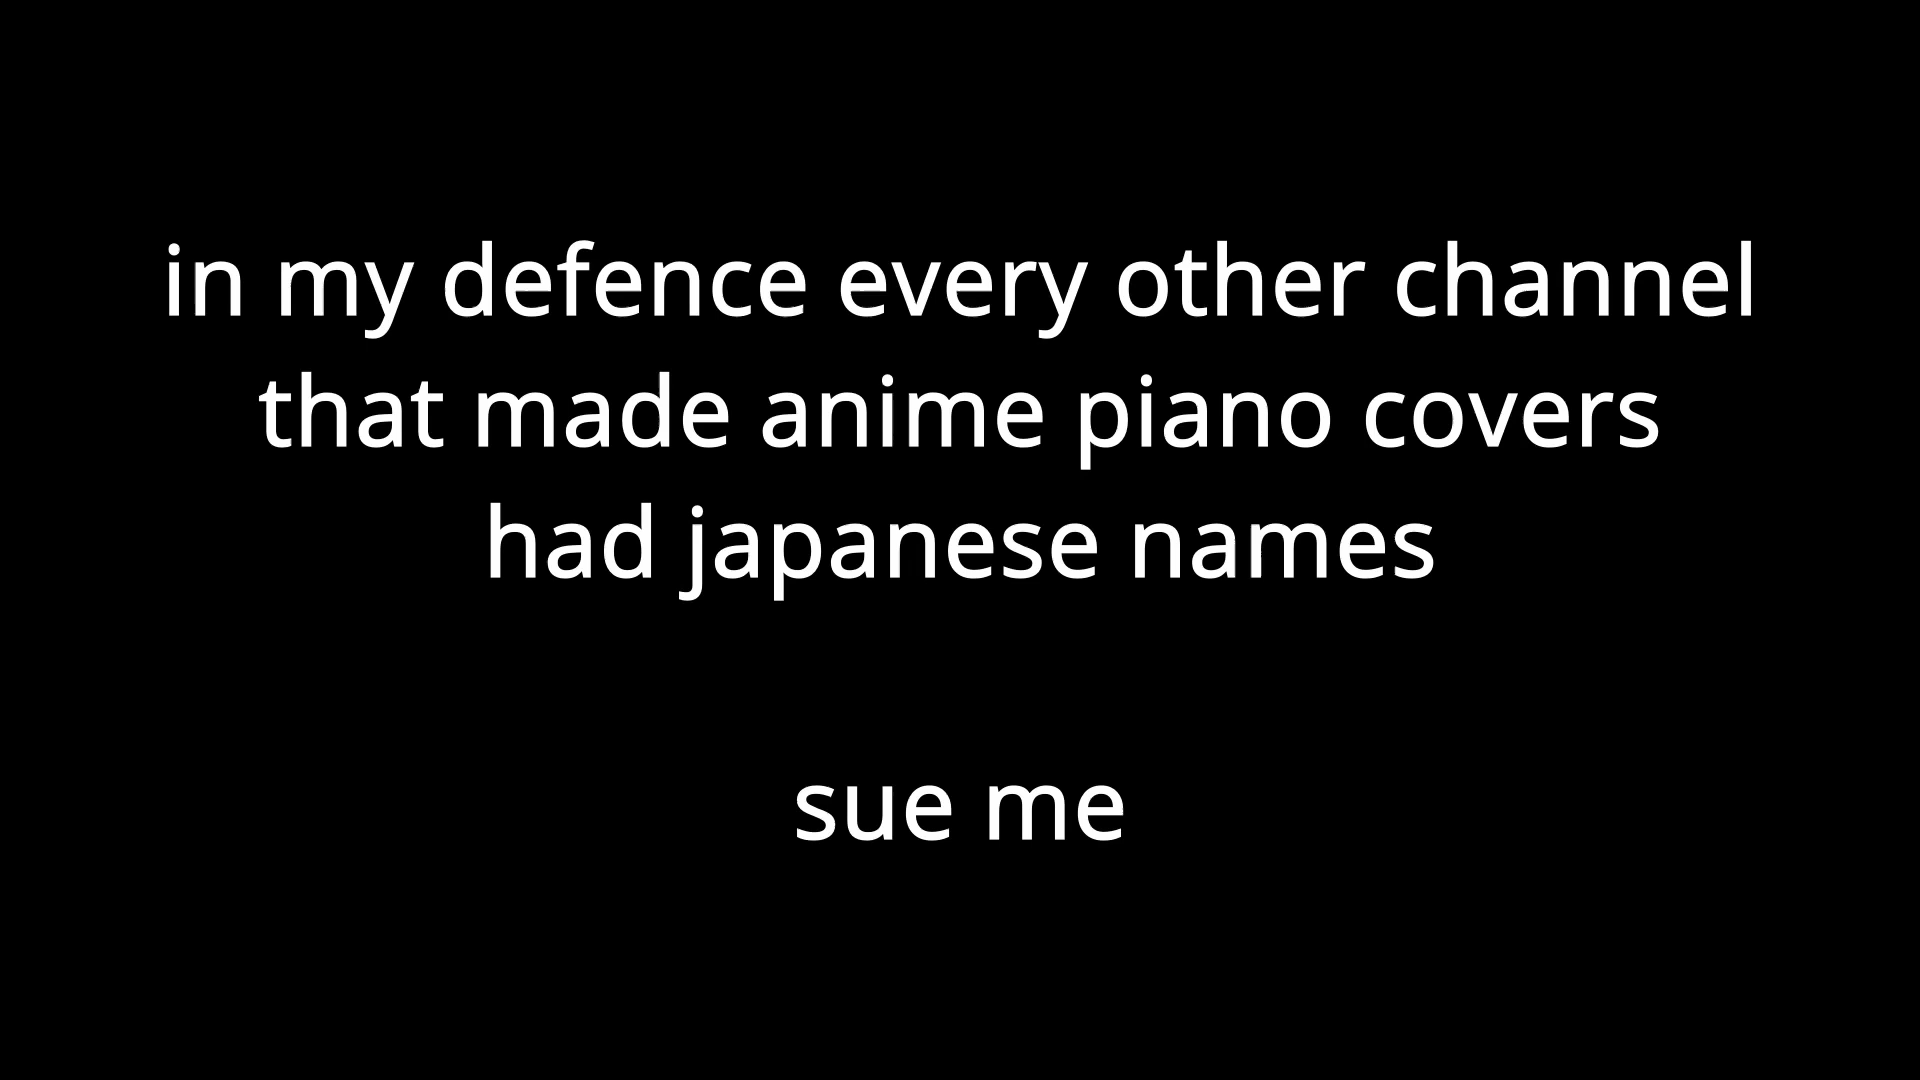 in my defence every other channel
that made anime piano covers
had japanese names
sue me